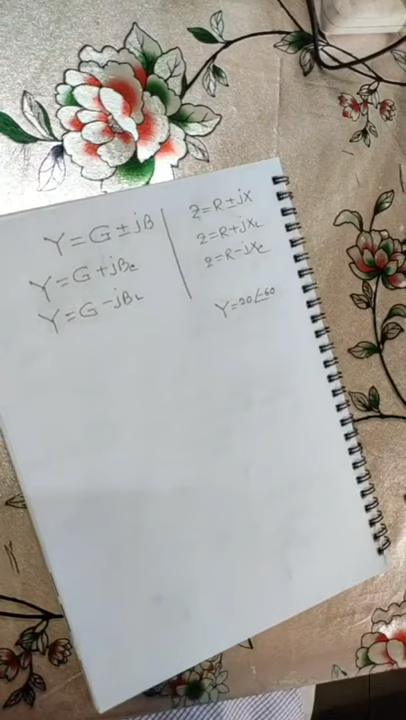 Y=G±jB
Y=G+jBc
Y=G-jBL
Z=R±jX
Z=R+jXL
Z=R-jXc
Y=20∠-60